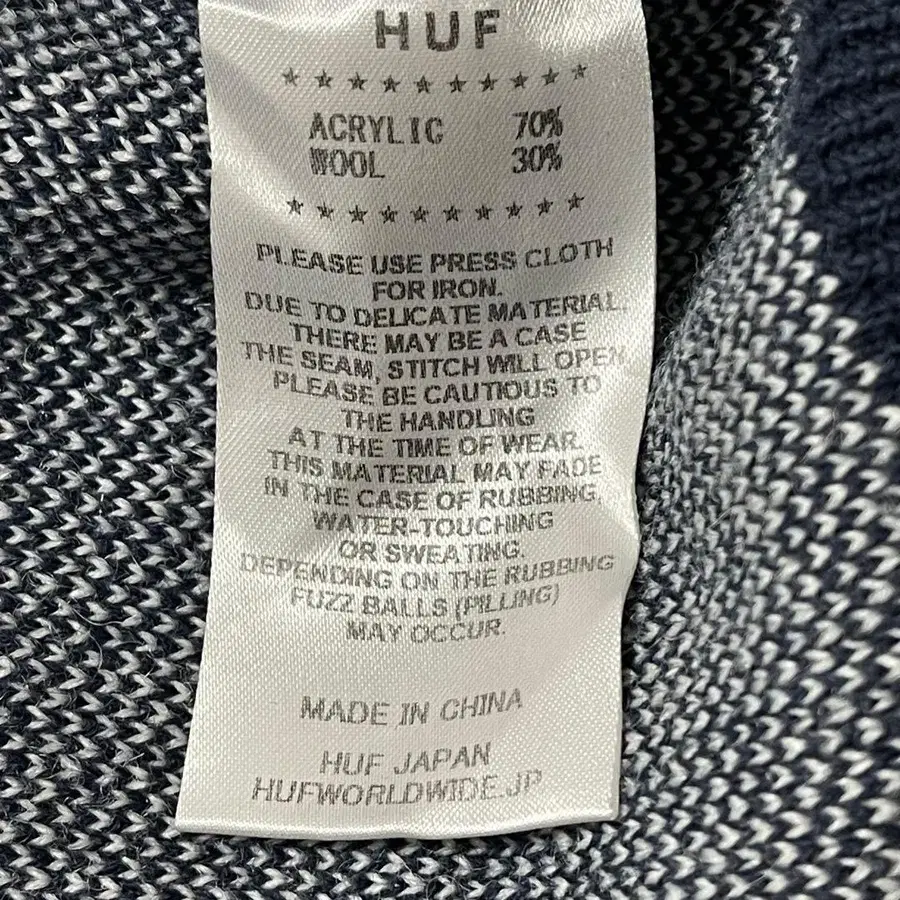 HUF
★★★★★★★★★★
ACRYLIC 70%
WOOL 30%
★★★★★★★★★★
PLEASE USE PRESS CLOTH
FOR IRON.
DUE TO DELICATE MATERIAL,
THERE MAY BE A CASE
THE SEAM, STITCH WILL OPEN
PLEASE BE CAUTIOUS TO
THE HANDLING
AT THE TIME OF WEAR.
THIS MATERIAL MAY FADE
IN THE CASE OF RUBBING,
WATER-TOUCHING
OR SWEATING.
DEPENDING ON THE RUBBING
FUZZ BALLS (PILLING)
MAY OCCUR.
MADE IN CHINA
HUF JAPAN
HUFWORLDWIDE.JP